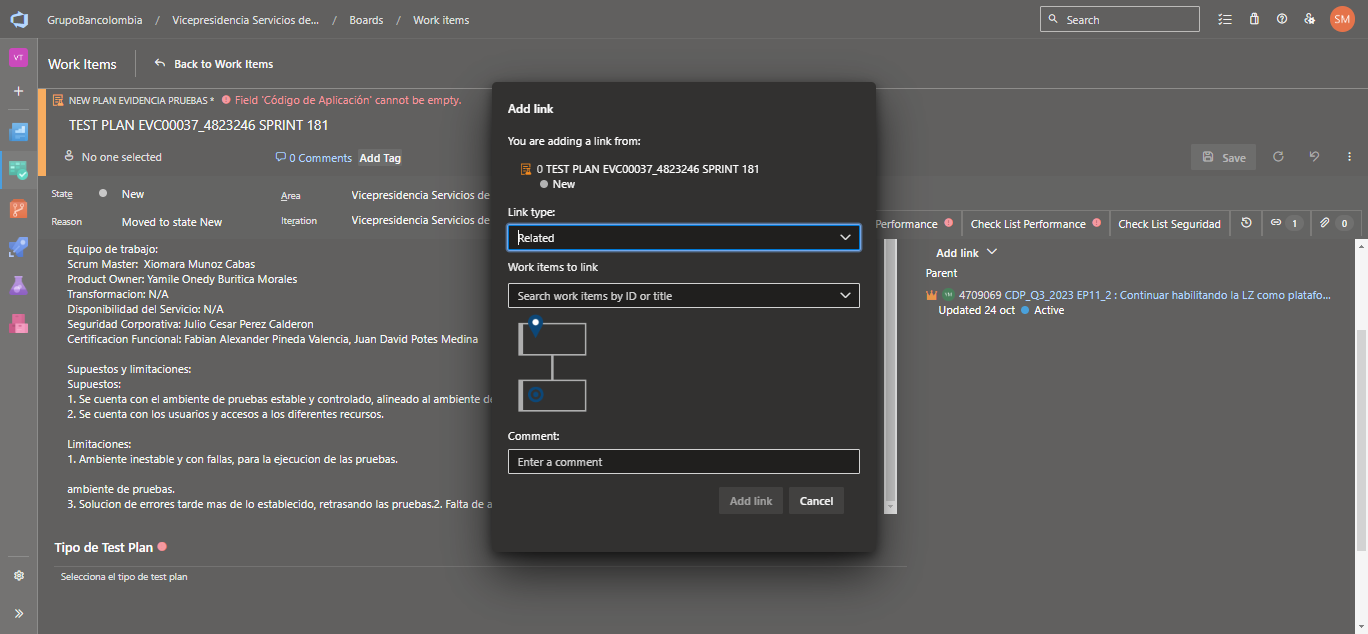 GrupoBancolombia / Vicepresidencia Servicios de... / Boards / Work items
Search
SM
VT
Work Items
Back to Work Items
NEW PLAN EVIDENCIA PRUEBAS * Field 'Código de Aplicación' cannot be empty.
TEST PLAN EVC00037_4823246 SPRINT 181
No one selected
0 Comments
Add Tag
Save
State
New
Area
Vicepresidencia Servicios de
Reason
Moved to state New
Iteration
Vicepresidencia Servicios de
Performance
Check List Performance
Check List Seguridad
1
0
Equipo de trabajo:
Scrum Master: Xiomara Munoz Cabas
Product Owner: Yamile Onedy Buritica Morales
Transformacion: N/A
Disponibilidad del Servicio: N/A
Seguridad Corporativa: Julio Cesar Perez Calderon
Certificacion Funcional: Fabian Alexander Pineda Valencia, Juan David Potes Medina
Supuestos y limitaciones:
Supuestos:
1. Se cuenta con el ambiente de pruebas estable y controlado, alineado al ambiente de
2. Se cuenta con los usuarios y accesos a los diferentes recursos.
Limitaciones:
1. Ambiente inestable y con fallas, para la ejecucion de las pruebas.
ambiente de pruebas.
3. Solucion de errores tarde mas de lo establecido, retrasando las pruebas.2. Falta de a
Tipo de Test Plan
Selecciona el tipo de test plan
Add link
You are adding a link from:
0 TEST PLAN EVC00037_4823246 SPRINT 181
New
Link type:
Related
Work items to link
Search work items by ID or title
Comment:
Enter a comment
Add link
Cancel
Add link
Parent
YM 4709069 CDP_Q3_2023 EP11_2 : Continuar habilitando la LZ como platafo...
Updated 24 oct Active